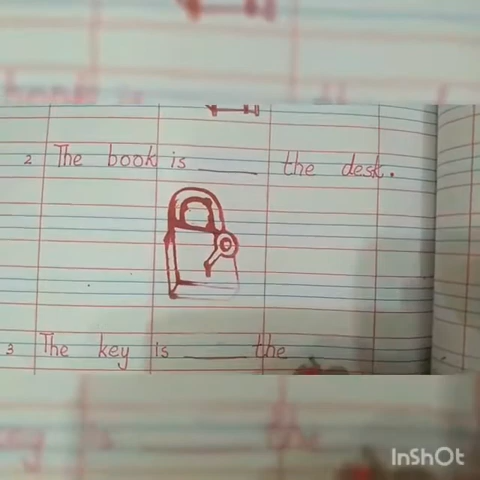 2 The book is ____ the desk.
3 The key is ____ the
InShOt